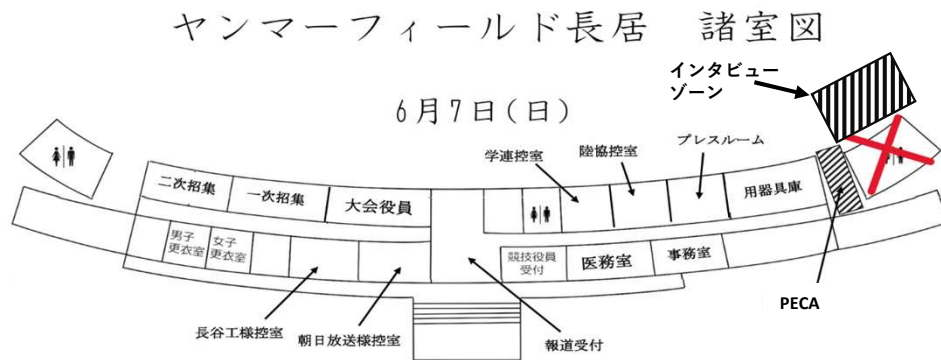 ヤンマーフィールド長居　諸室図
インタビュー
ゾーン
6月7日(日)
学連控室
陸協控室
プレスルーム
二次招集
一次招集
大会役員
用器具庫
男子
更衣室
女子
更衣室
競技役員
受付
医務室
事務室
長谷工様控室
朝日放送様控室
報道受付
PECA